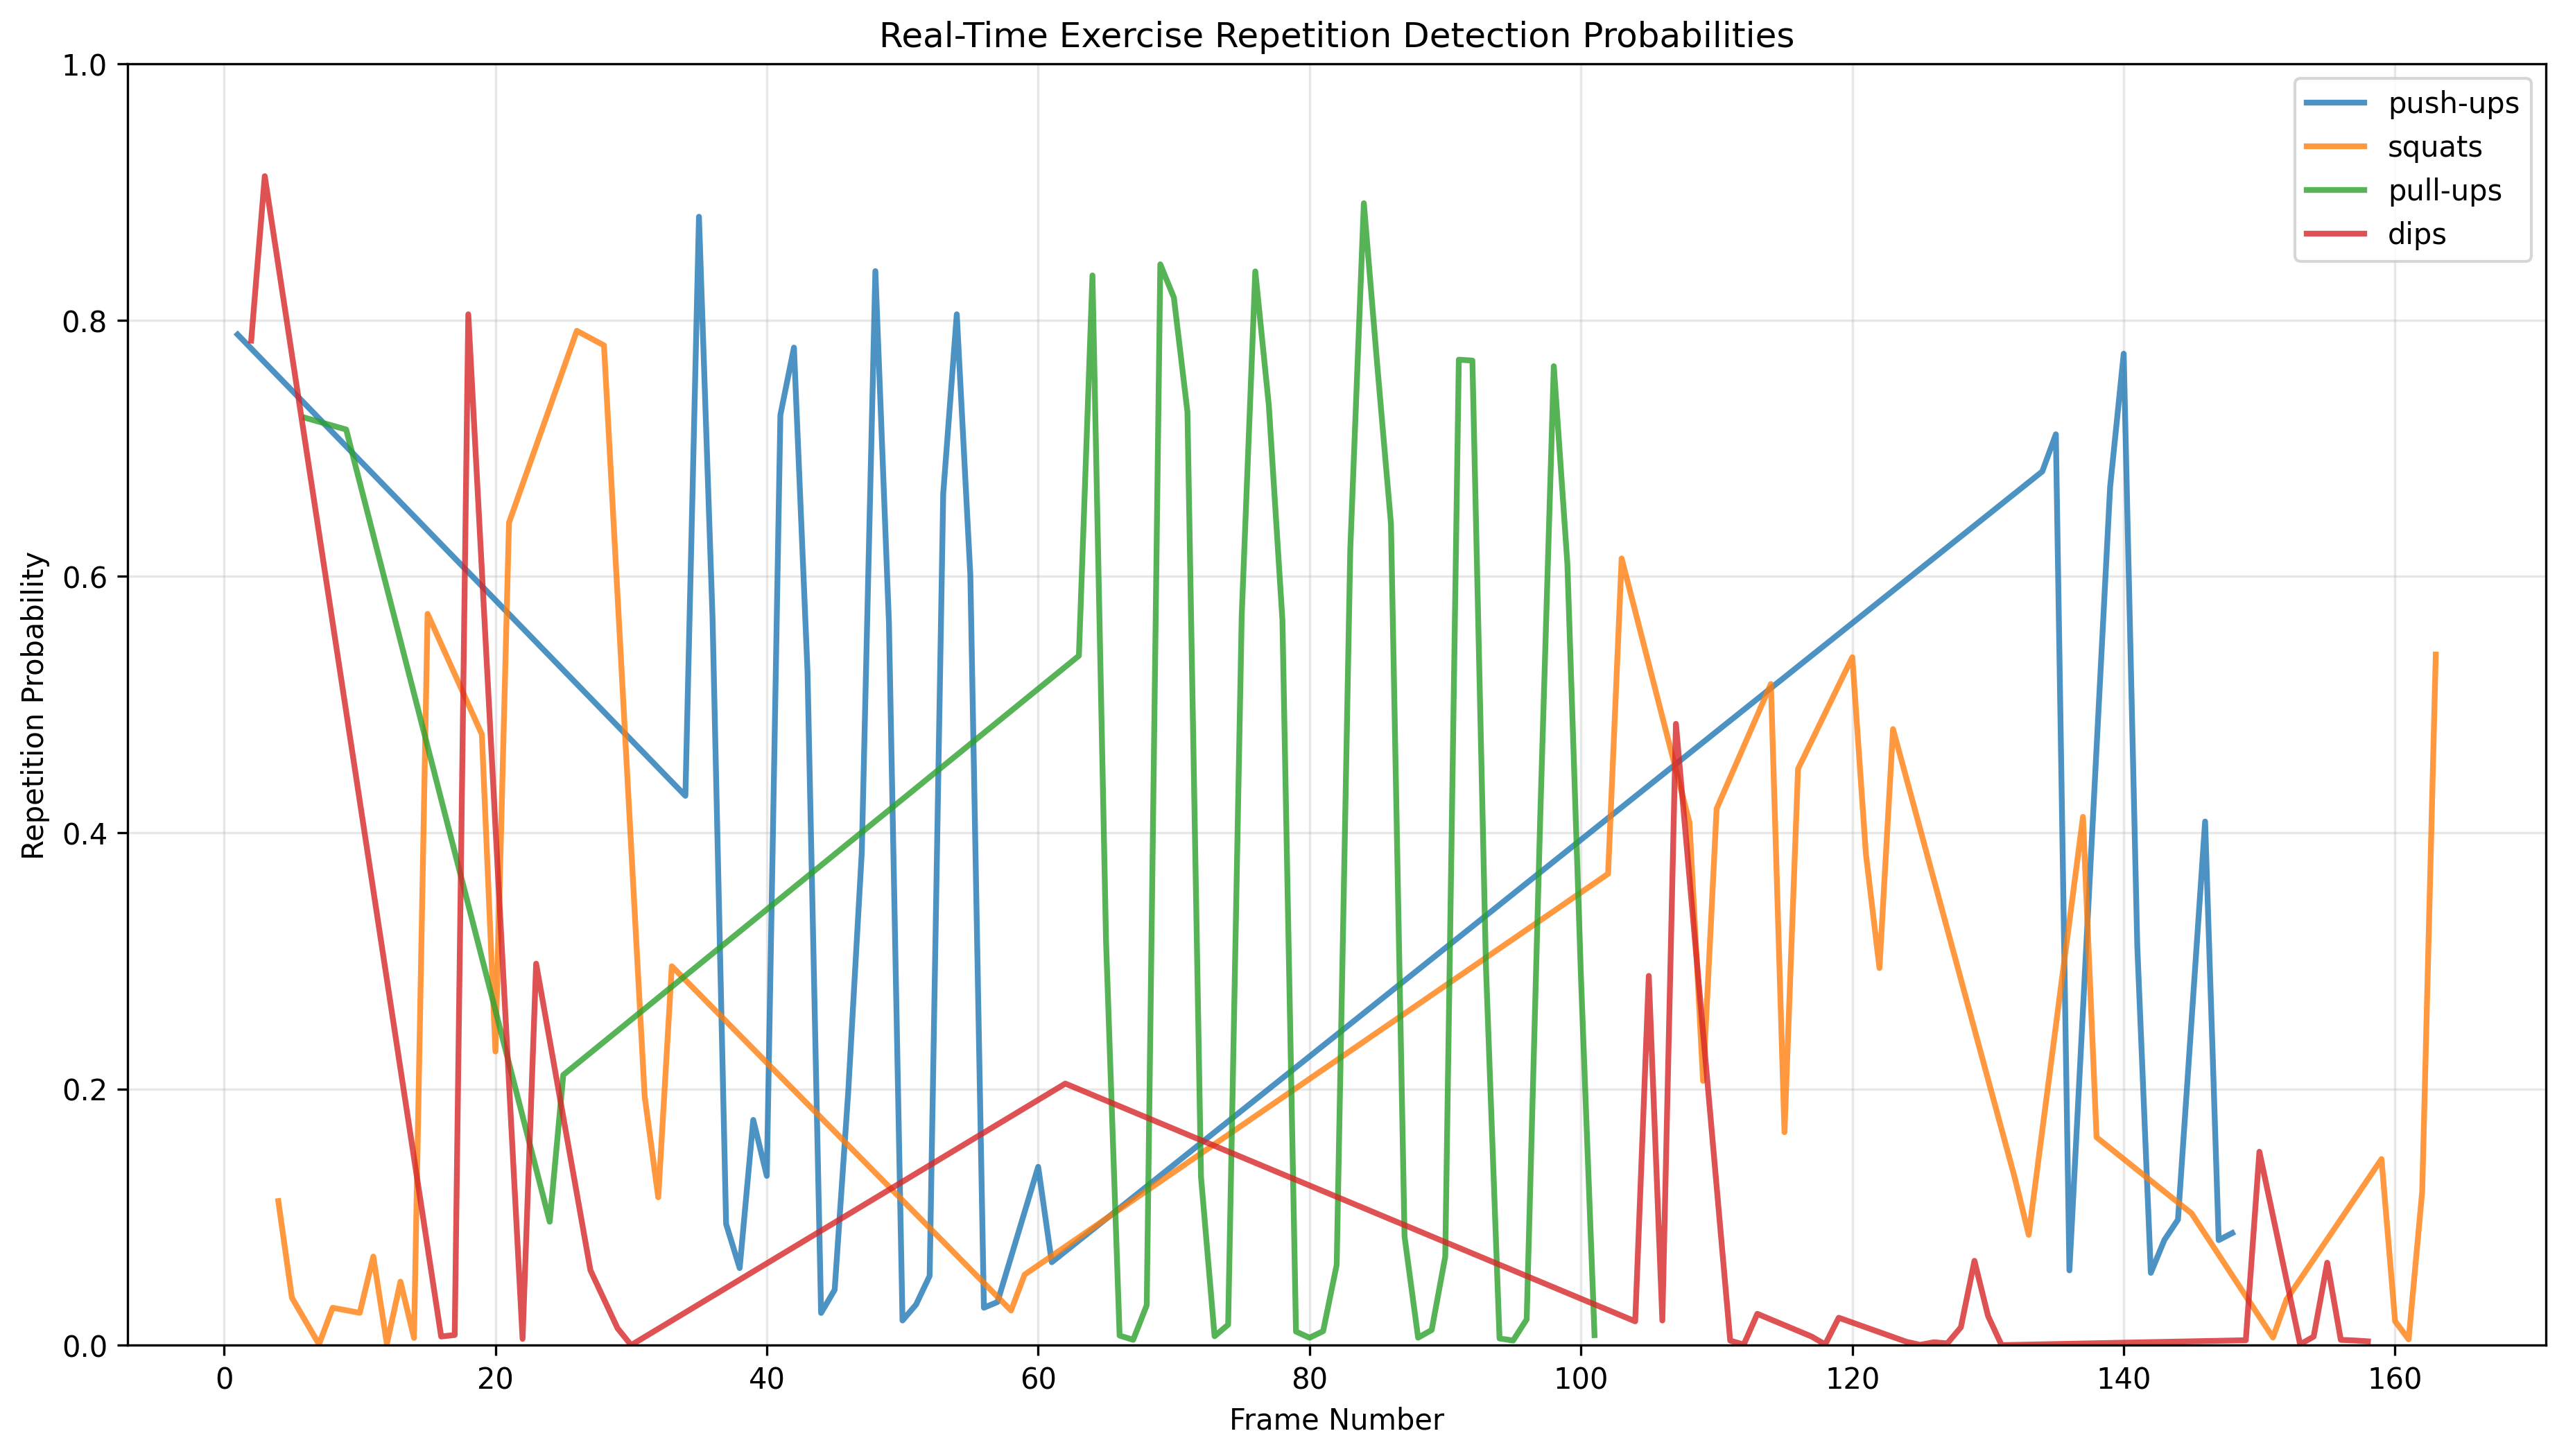 Real-Time Exercise Repetition Detection Probabilities
1.0
0.8
0.6
0.4
0.2
0.0
Repetition Probability
push-ups
squats
pull-ups
dips
0 20 40 60 80 100 120 140 160
Frame Number